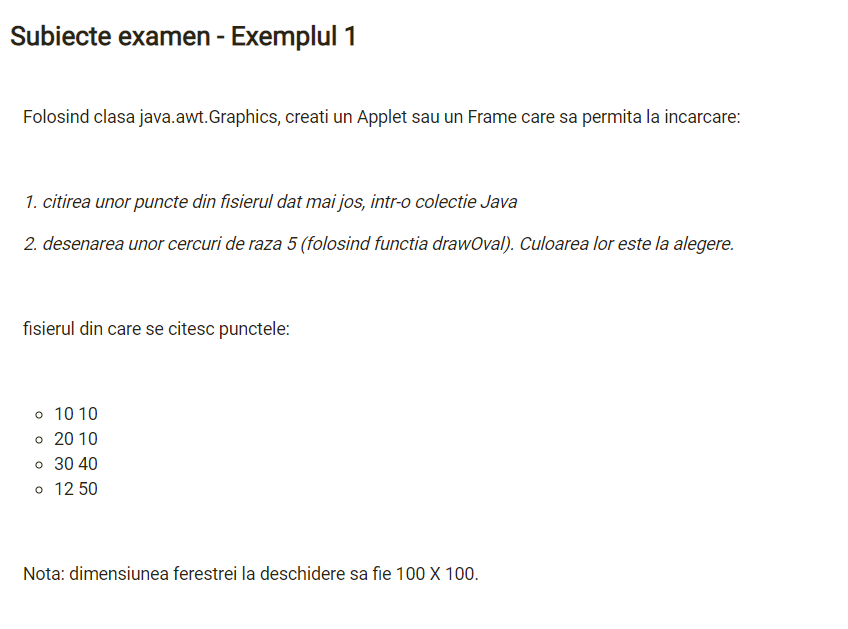 Subiecte examen - Exemplul 1
Folosind clasa java.awt.Graphics, creati un Applet sau un Frame care sa permita la incarcare:
1. citirea unor puncte din fisierul dat mai jos, intr-o colectie Java
2. desenarea unor cercuri de raza 5 (folosind functia drawOval). Culoarea lor este la alegere.
fisierul din care se citesc punctele:
10 10
20 10
30 40
12 50
Nota: dimensiunea ferestrei la deschidere sa fie 100 X 100.